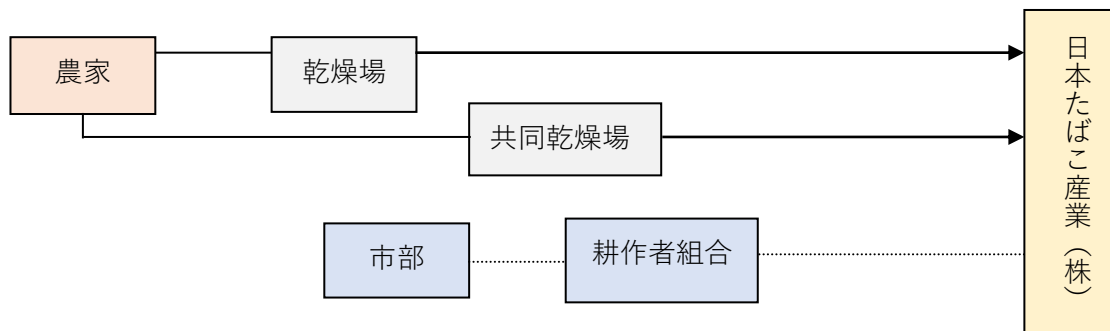 農家
乾燥場
共同乾燥場
市部
耕作者組合
日本たばこ産業（株）